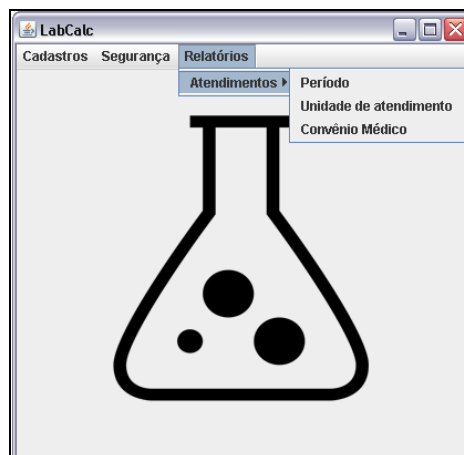 LabCalc
Cadastros Segurança Relatórios
Atendimentos
Período
Unidade de atendimento
Convênio Médico